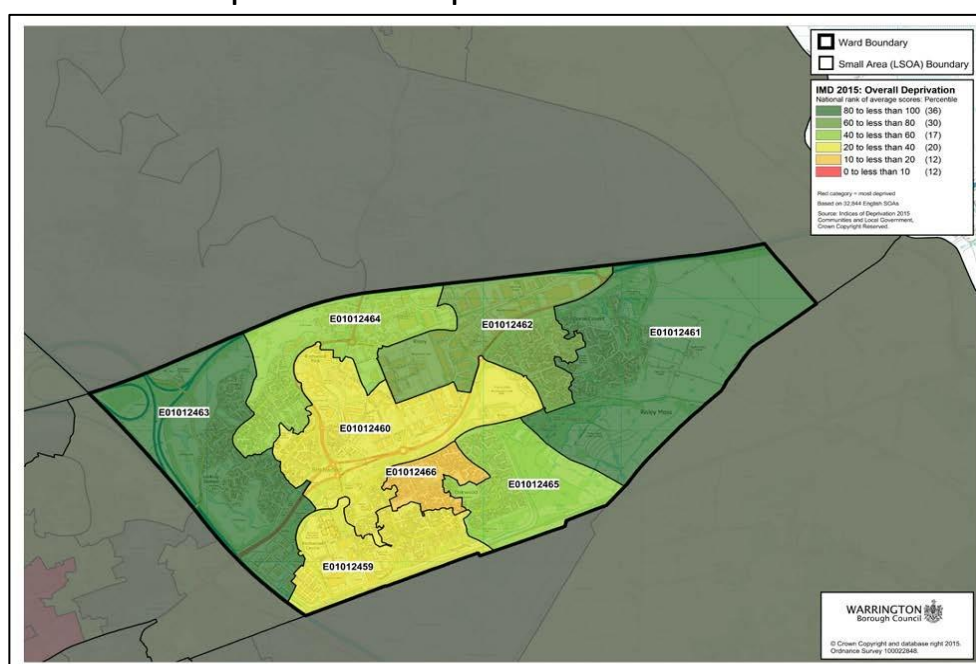 Ward Boundary
Small Area (LSOA) Boundary
IMD 2015: Overall Deprivation
National rank of average scores: Percentile
80 to less than 100 (36)
60 to less than 80 (30)
40 to less than 60 (17)
20 to less than 40 (20)
10 to less than 20 (12)
0 to less than 10 (12)
Red category = most deprived
Based on 32,844 English SOAs
Source: Indices of Deprivation 2015
Communities and Local Government,
Crown Copyright Reserved.
E01012464
E01012462
E01012461
E01012463
E01012460
E01012466
E01012465
E01012459
Risley Moss
WARRINGTON
Borough Council
© Crown Copyright and database right 2015.
Ordnance Survey 100022848.